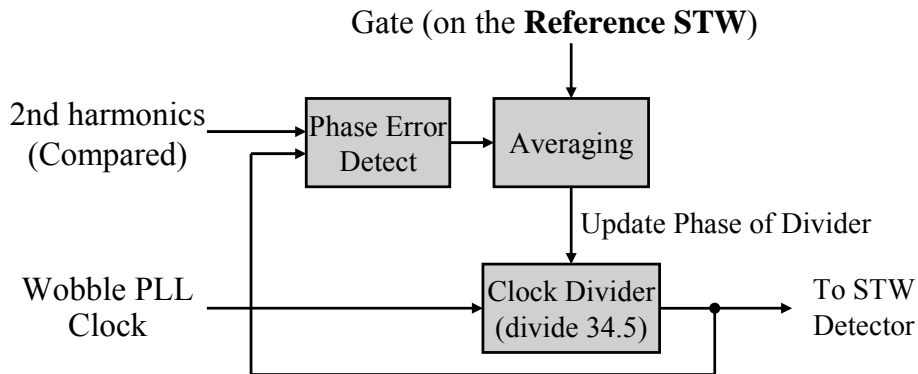 Gate (on the Reference STW)
2nd harmonics
(Compared)
Phase Error
Detect
Averaging
Update Phase of Divider
Wobble PLL
Clock
Clock Divider
(divide 34.5)
To STW
Detector